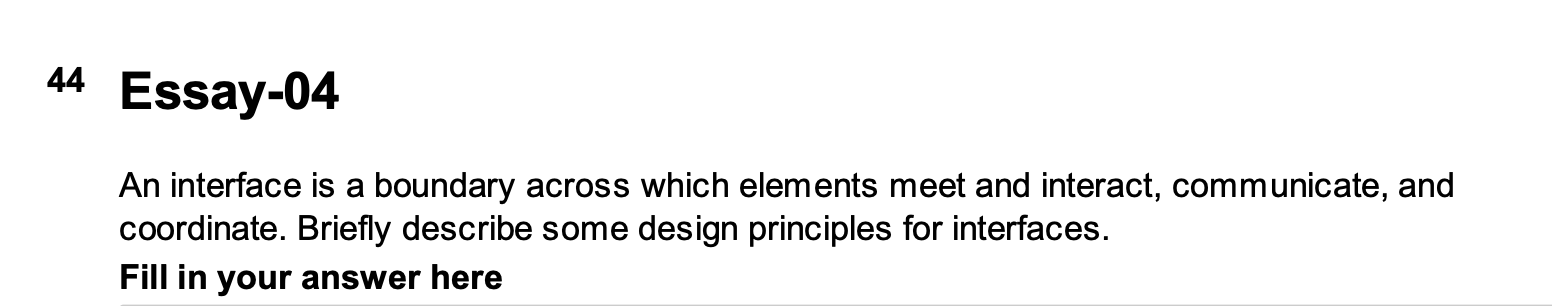 44 Essay-04
An interface is a boundary across which elements meet and interact, communicate, and
coordinate. Briefly describe some design principles for interfaces.
Fill in your answer here